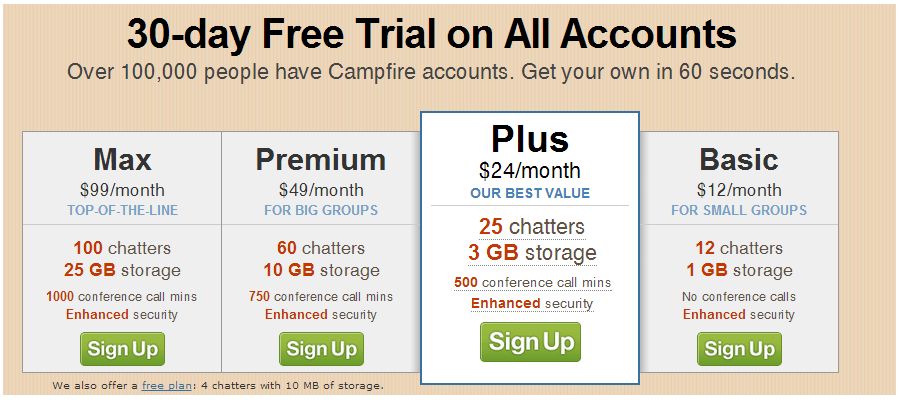 30-day Free Trial on All Accounts
Over 100,000 people have Campfire accounts. Get your own in 60 seconds.
Max
$99/month
TOP-OF-THE-LINE
100 chatters
25 GB storage
1000 conference call mins
Enhanced security
Sign Up
Premium
$49/month
FOR BIG GROUPS
60 chatters
10 GB storage
750 conference call mins
Enhanced security
Sign Up
Plus
$24/month
OUR BEST VALUE
25 chatters
3 GB storage
500 conference call mins
Enhanced security
Sign Up
Basic
$12/month
FOR SMALL GROUPS
12 chatters
1 GB storage
No conference calls
Enhanced security
Sign Up
We also offer a free plan: 4 chatters with 10 MB of storage.